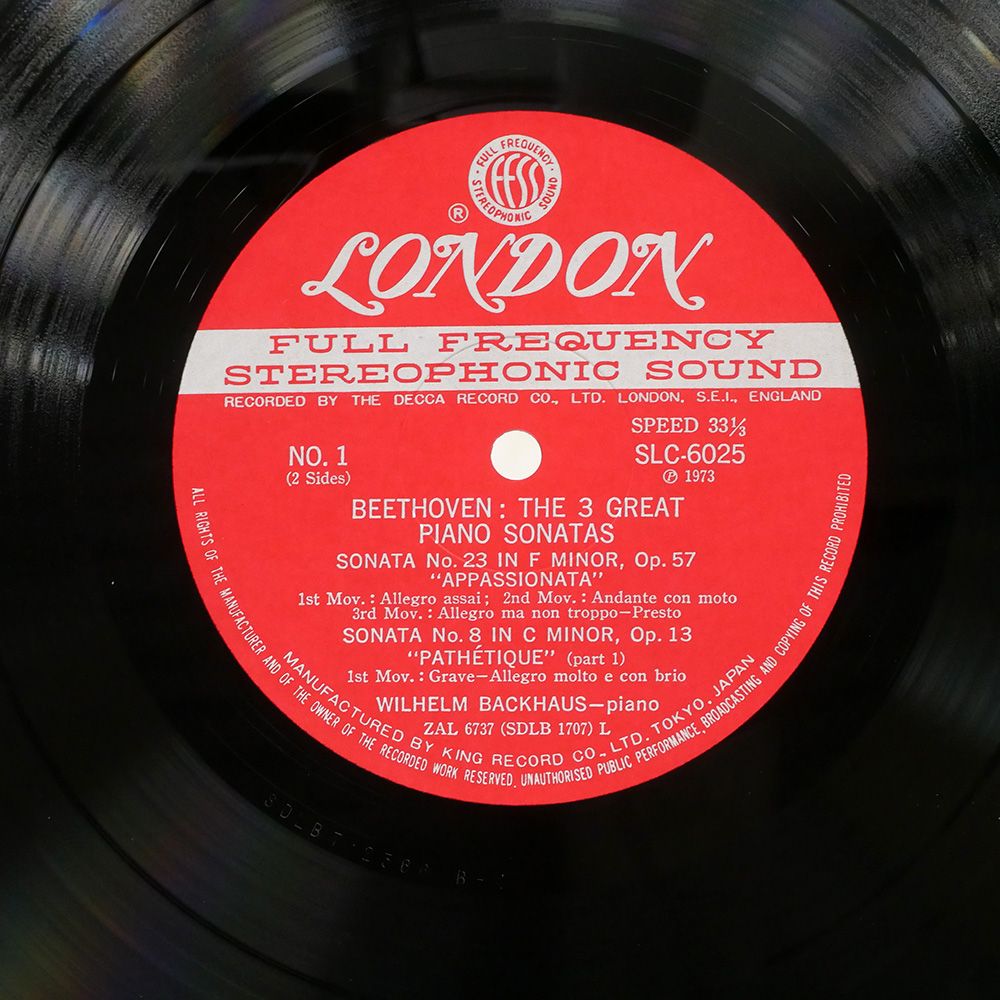 FULL FREQUENCY
FFSS
STEREOPHONIC SOUND
®
LONDON
FULL FREQUENCY
STEREOPHONIC SOUND
RECORDED BY THE DECCA RECORD CO., LTD. LONDON, S.E.I., ENGLAND
SPEED 33⅓
NO. 1
SLC-6025
(2 Sides)
℗ 1973
BEETHOVEN : THE 3 GREAT
PIANO SONATAS
SONATA No. 23 IN F MINOR, Op. 57
"APPASSIONATA"
1st Mov. : Allegro assai ; 2nd Mov. : Andante con moto
3rd Mov. : Allegro ma non troppo—Presto
SONATA No. 8 IN C MINOR, Op. 13
"PATHÉTIQUE" (part 1)
1st Mov. : Grave—Allegro molto e con brio
WILHELM BACKHAUS—piano
ZAL 6737 (SDLB 1707) L
MANUFACTURED BY KING RECORD CO., LTD. TOKYO, JAPAN
ALL RIGHTS OF THE MANUFACTURER AND OF THE OWNER OF THE RECORDED WORK RESERVED. UNAUTHORISED PUBLIC PERFORMANCE, BROADCASTING AND COPYING OF THIS RECORD PROHIBITED